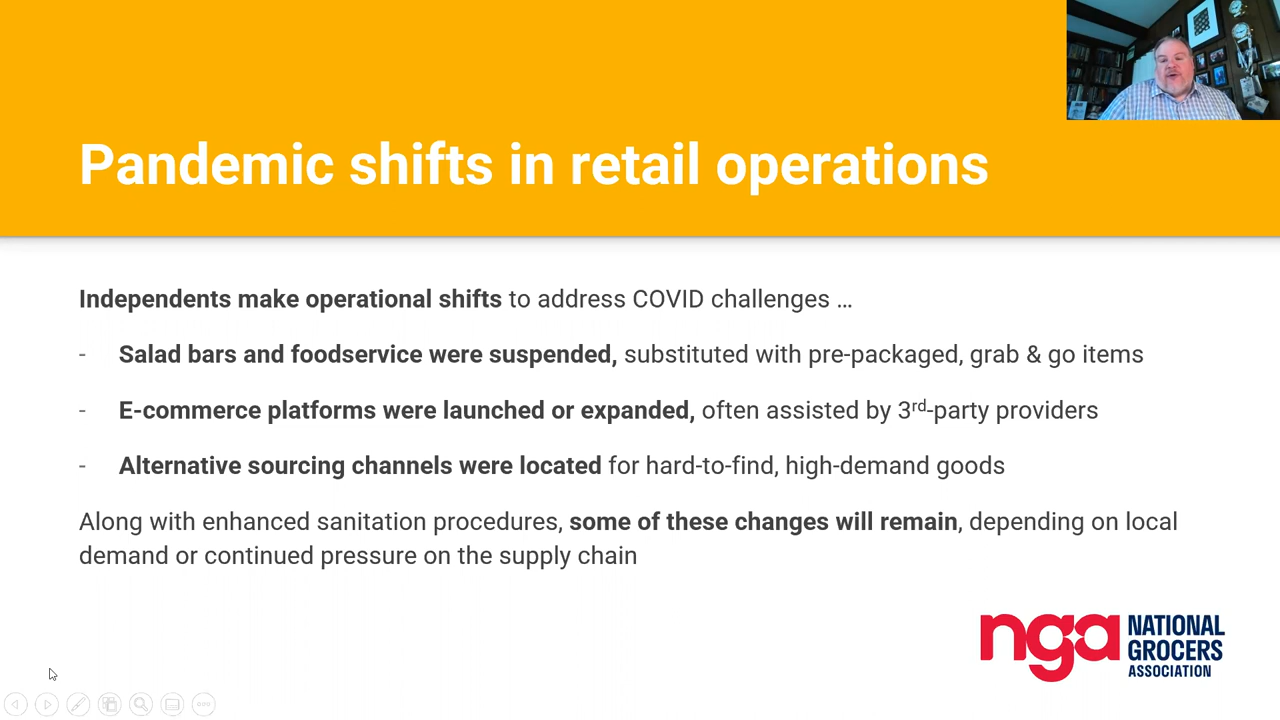 Pandemic shifts in retail operations
Independents make operational shifts to address COVID challenges …
- Salad bars and foodservice were suspended, substituted with pre-packaged, grab & go items
- E-commerce platforms were launched or expanded, often assisted by 3rd-party providers
- Alternative sourcing channels were located for hard-to-find, high-demand goods
Along with enhanced sanitation procedures, some of these changes will remain, depending on local
demand or continued pressure on the supply chain
nga NATIONAL
GROCERS
ASSOCIATION